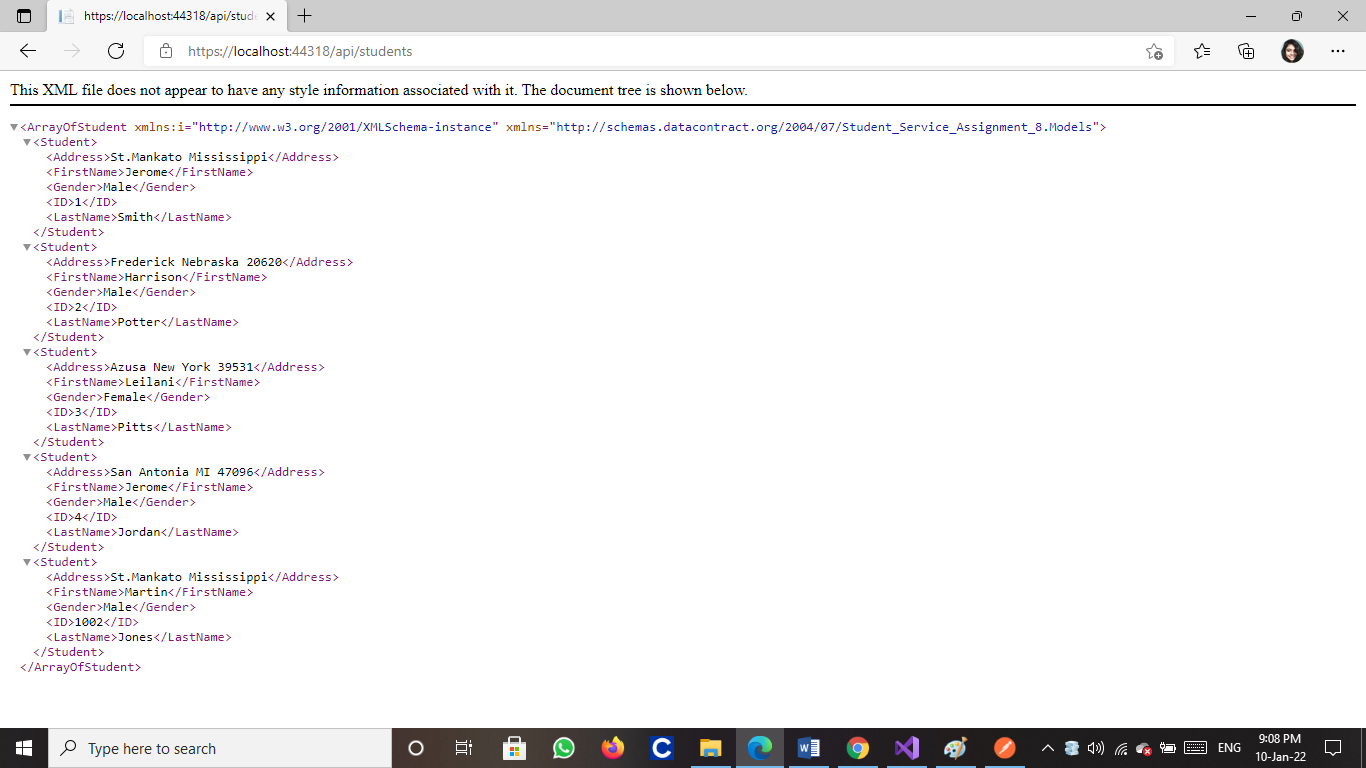 https://localhost:44318/api/stude
https://localhost:44318/api/students
This XML file does not appear to have any style information associated with it. The document tree is shown below.
<ArrayOfStudent xmlns:i="http://www.w3.org/2001/XMLSchema-instance" xmlns="http://schemas.datacontract.org/2004/07/Student_Service_Assignment_8.Models">
<Student>
<Address>St.Mankato Mississippi</Address>
<FirstName>Jerome</FirstName>
<Gender>Male</Gender>
<ID>1</ID>
<LastName>Smith</LastName>
</Student>
<Student>
<Address>Frederick Nebraska 20620</Address>
<FirstName>Harrison</FirstName>
<Gender>Male</Gender>
<ID>2</ID>
<LastName>Potter</LastName>
</Student>
<Student>
<Address>Azusa New York 39531</Address>
<FirstName>Leilani</FirstName>
<Gender>Female</Gender>
<ID>3</ID>
<LastName>Pitts</LastName>
</Student>
<Student>
<Address>San Antonia MI 47096</Address>
<FirstName>Jerome</FirstName>
<Gender>Male</Gender>
<ID>4</ID>
<LastName>Jordan</LastName>
</Student>
<Student>
<Address>St.Mankato Mississippi</Address>
<FirstName>Martin</FirstName>
<Gender>Male</Gender>
<ID>1002</ID>
<LastName>Jones</LastName>
</Student>
</ArrayOfStudent>
Type here to search
ENG
9:08 PM
10-Jan-22